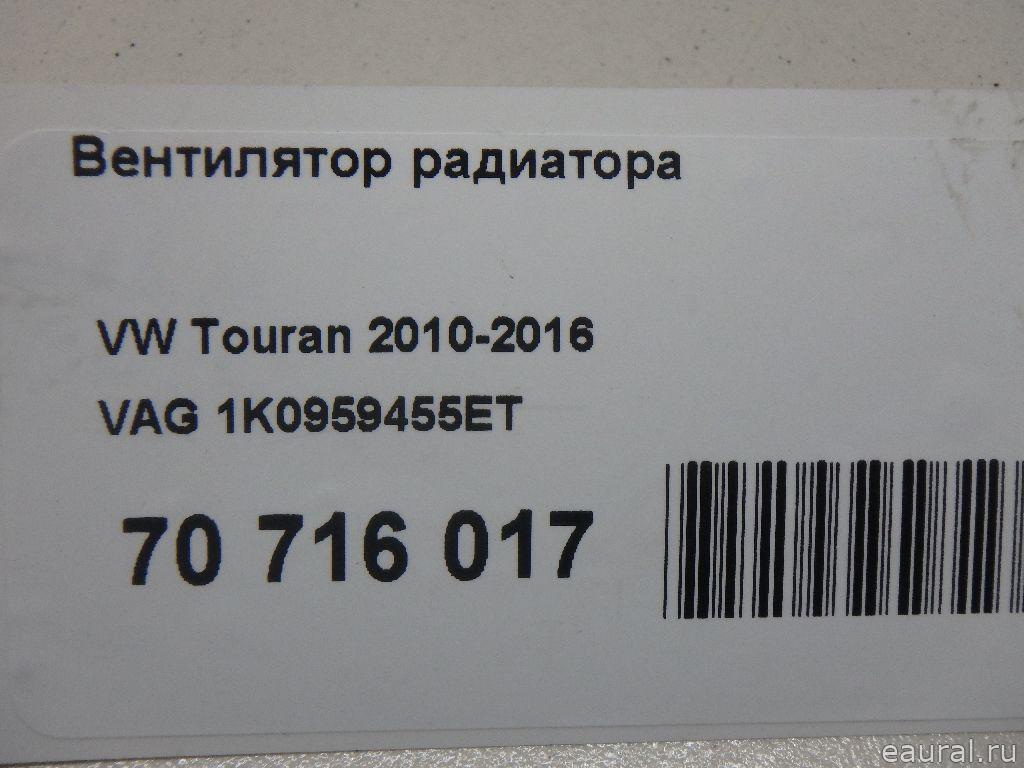 Вентилятор радиатора
VW Touran 2010-2016
VAG 1K0959455ET
70 716 017
eaural.ru